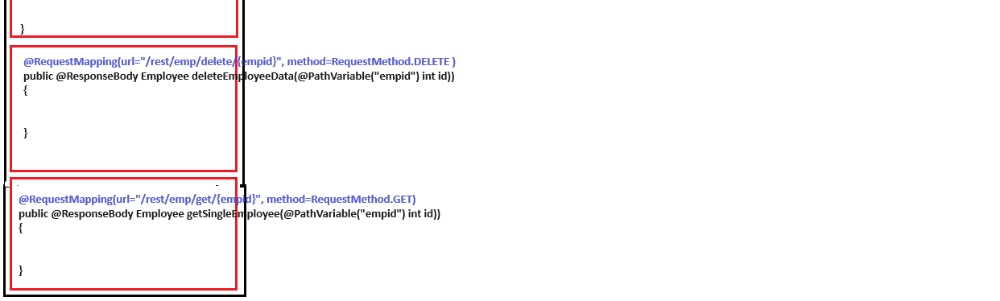 }
@RequestMapping(url="/rest/emp/delete/{empid}", method=RequestMethod.DELETE )
public @ResponseBody Employee deleteEmployeeData(@PathVariable("empid") int id))
{
}
@RequestMapping(url="/rest/emp/get/{empid}", method=RequestMethod.GET)
public @ResponseBody Employee getSingleEmployee(@PathVariable("empid") int id))
{
}